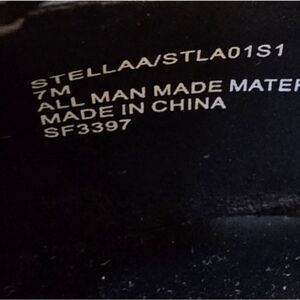 STELLAA/STLA01S1
7M
ALL MAN MADE MATER
MADE IN CHINA
SF3397